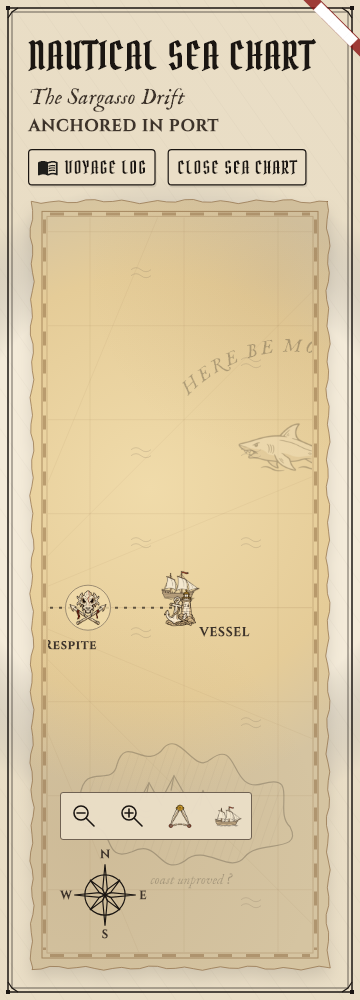 NAUTICAL SEA CHART
The Sargasso Drift
ANCHORED IN PORT
VOYAGE LOG
CLOSE SEA CHART
HERE BE MO
VESSEL
RESPITE
coast unproved?
N
W E
S